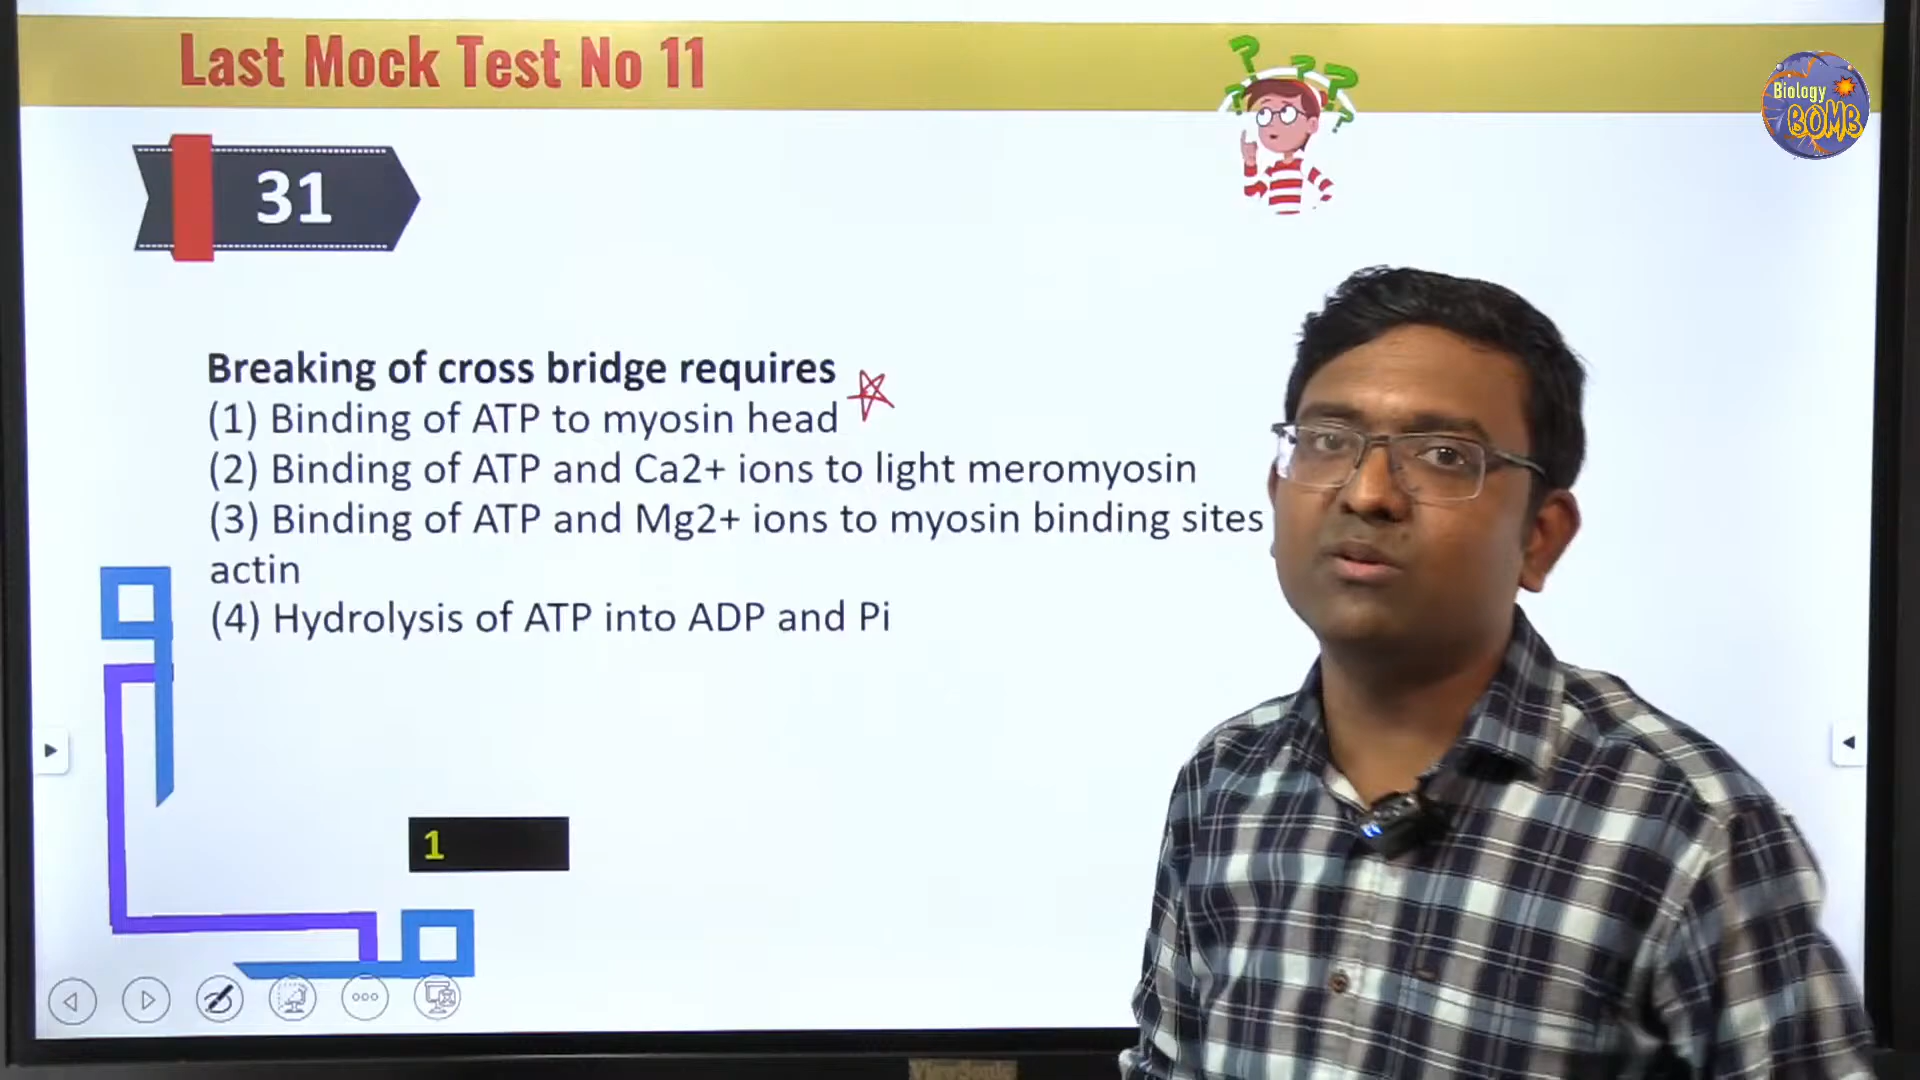 Last Mock Test No 11
Biology
BOMB
31
Breaking of cross bridge requires
(1) Binding of ATP to myosin head
(2) Binding of ATP and Ca2+ ions to light meromyosin
(3) Binding of ATP and Mg2+ ions to myosin binding sites
actin
(4) Hydrolysis of ATP into ADP and Pi
1
ViewSonic